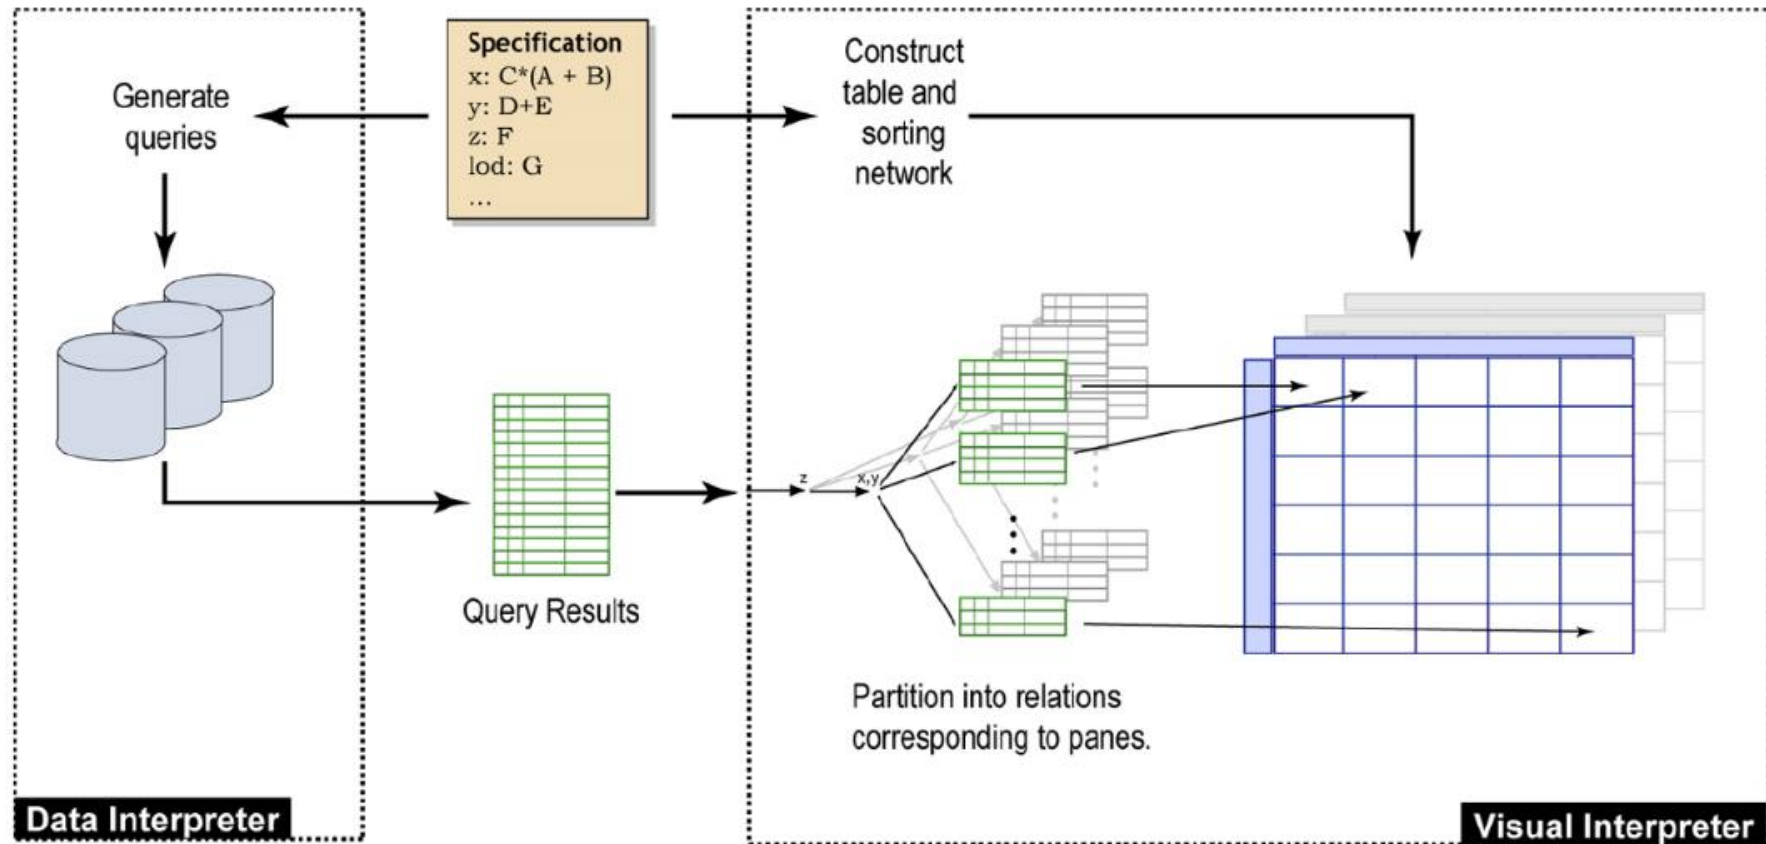 Specification
x: C*(A + B)
y: D+E
z: F
lod: G
...
Generate
queries
Construct
table and
sorting
network
Query Results
z
x,y
Partition into relations
corresponding to panes.
Data Interpreter
Visual Interpreter